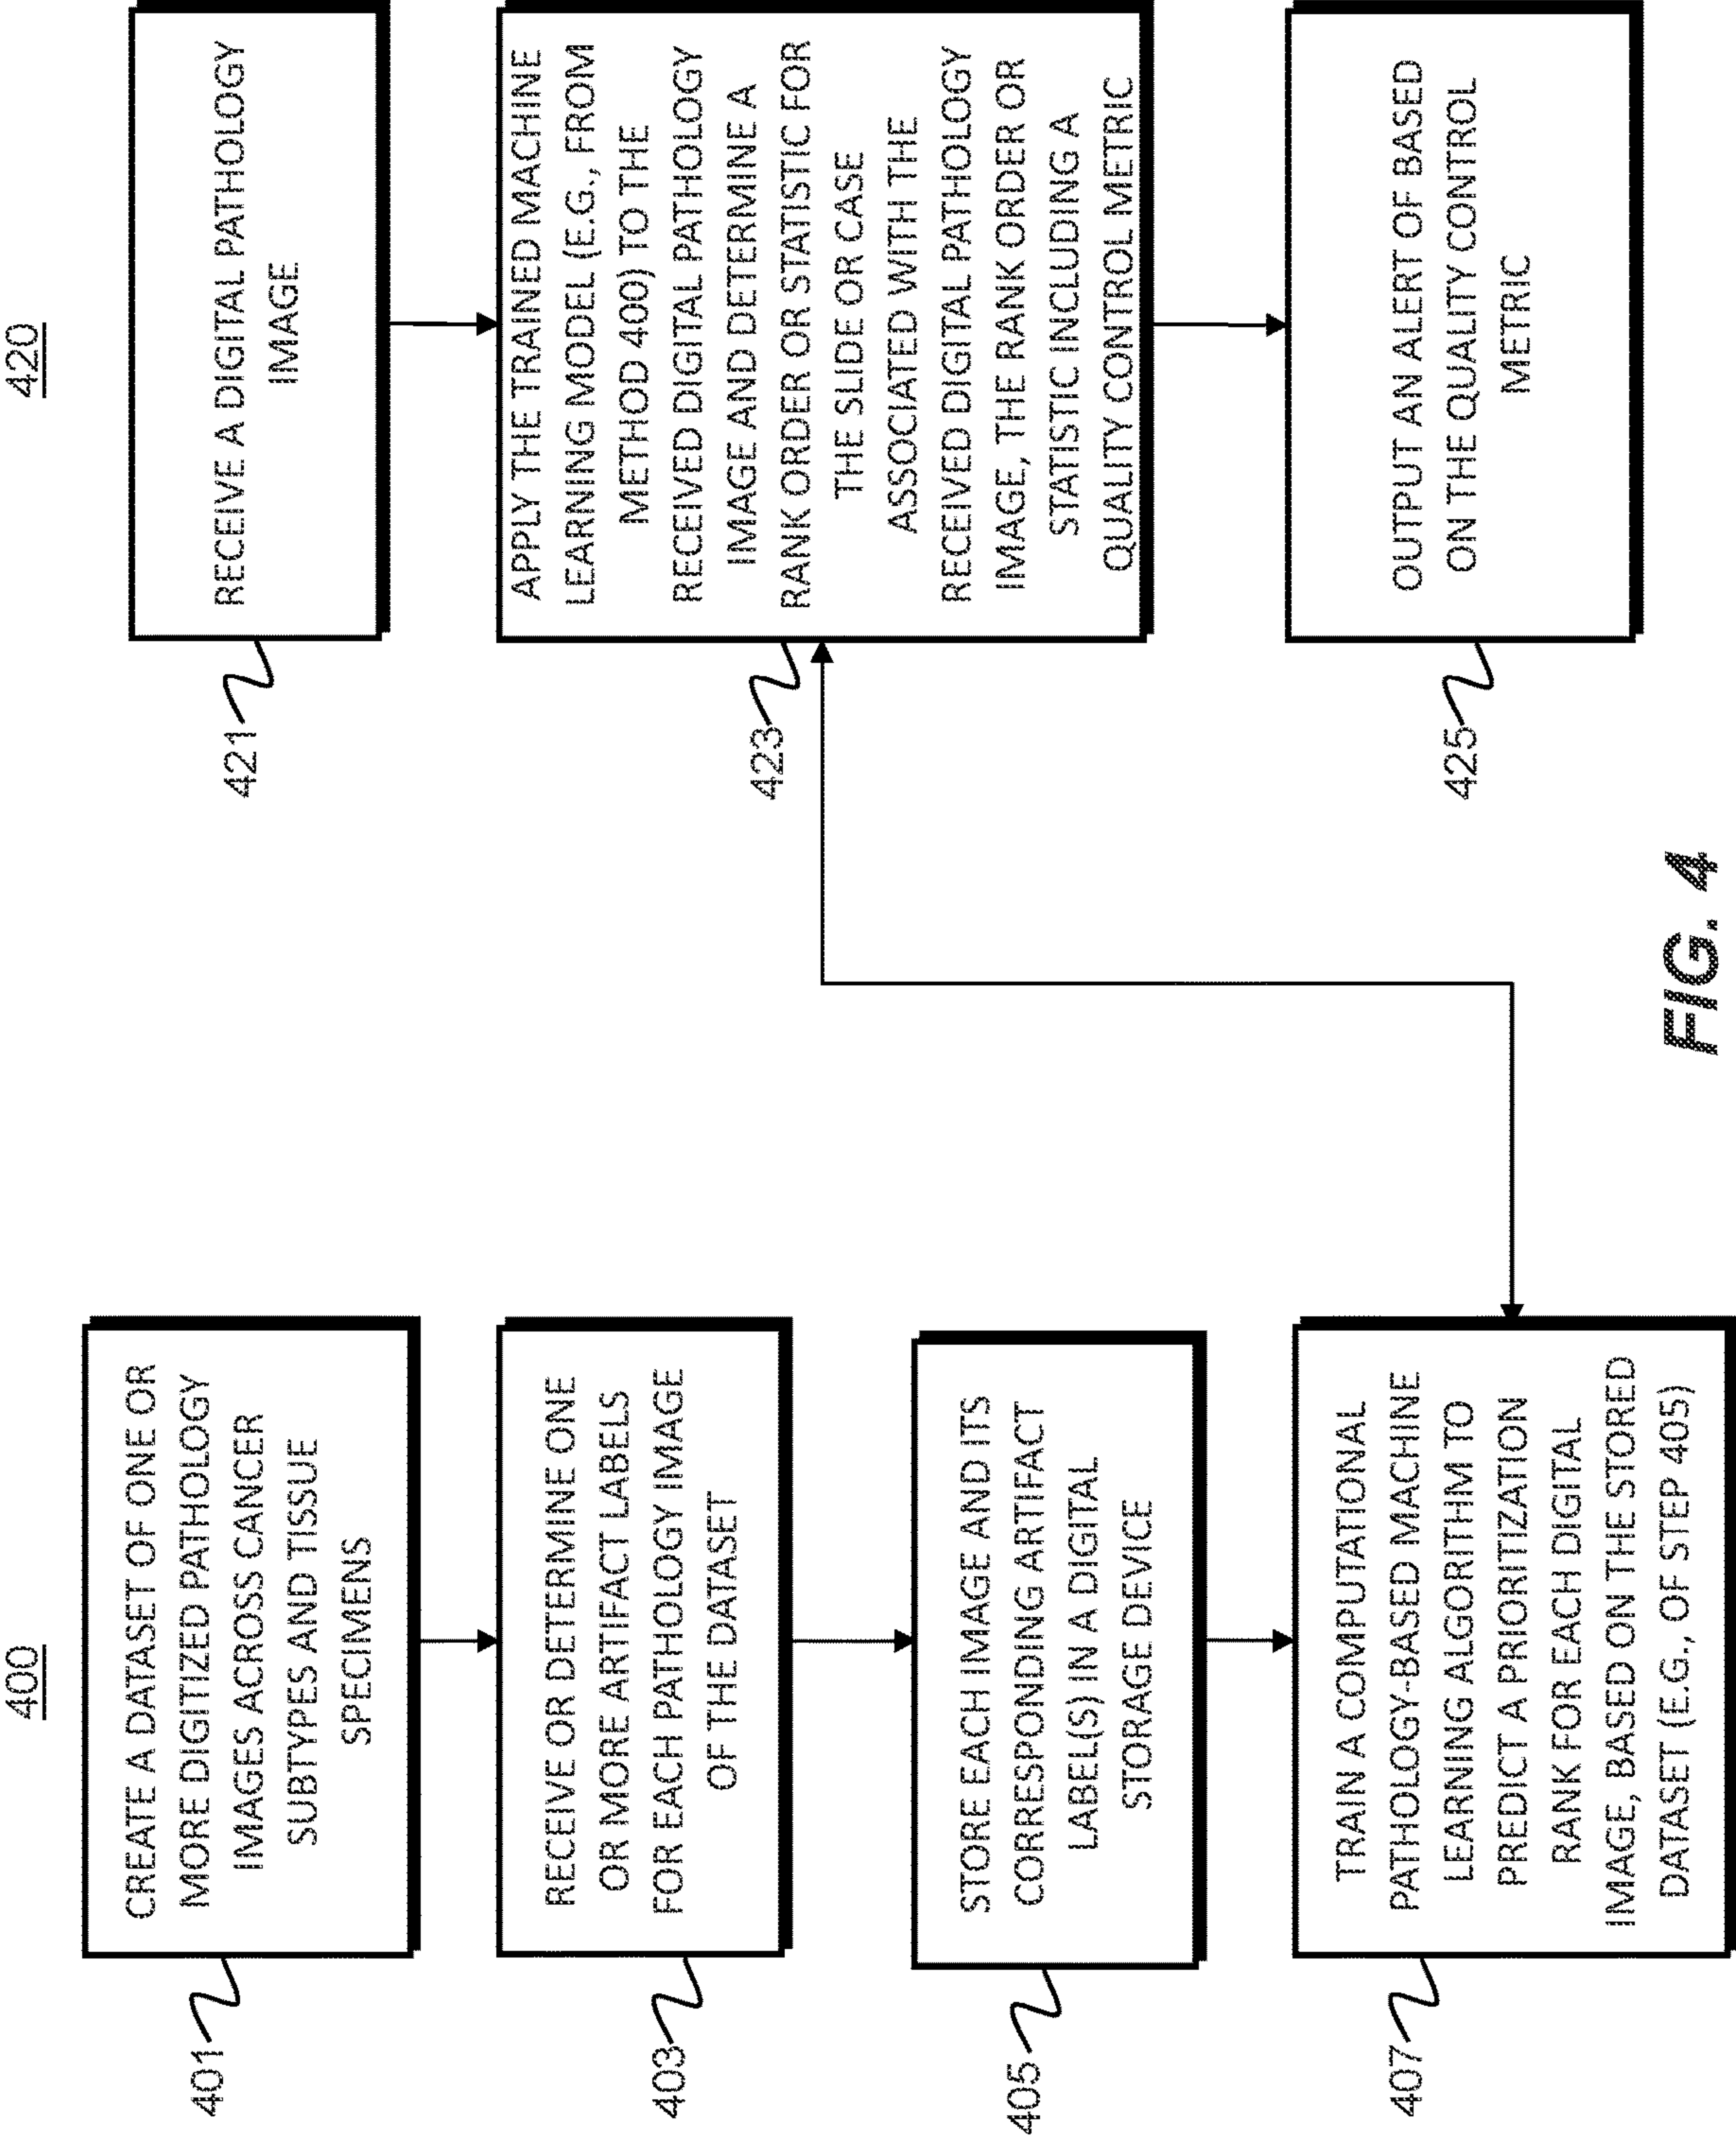 400
401
CREATE A DATASET OF ONE OR
MORE DIGITIZED PATHOLOGY
IMAGES ACROSS CANCER
SUBTYPES AND TISSUE
SPECIMENS
403
RECEIVE OR DETERMINE ONE
OR MORE ARTIFACT LABELS
FOR EACH PATHOLOGY IMAGE
OF THE DATASET
405
STORE EACH IMAGE AND ITS
CORRESPONDING ARTIFACT
LABEL(S) IN A DIGITAL
STORAGE DEVICE
407
TRAIN A COMPUTATIONAL
PATHOLOGY-BASED MACHINE
LEARNING ALGORITHM TO
PREDICT A PRIORITIZATION
RANK FOR EACH DIGITAL
IMAGE, BASED ON THE STORED
DATASET (E.G., OF STEP 405)
420
421
RECEIVE A DIGITAL PATHOLOGY
IMAGE
423
APPLY THE TRAINED MACHINE
LEARNING MODEL (E.G., FROM
METHOD 400) TO THE
RECEIVED DIGITAL PATHOLOGY
IMAGE AND DETERMINE A
RANK ORDER OR STATISTIC FOR
THE SLIDE OR CASE
ASSOCIATED WITH THE
RECEIVED DIGITAL PATHOLOGY
IMAGE, THE RANK ORDER OR
STATISTIC INCLUDING A
QUALITY CONTROL METRIC
425
OUTPUT AN ALERT OF BASED
ON THE QUALITY CONTROL
METRIC
FIG. 4